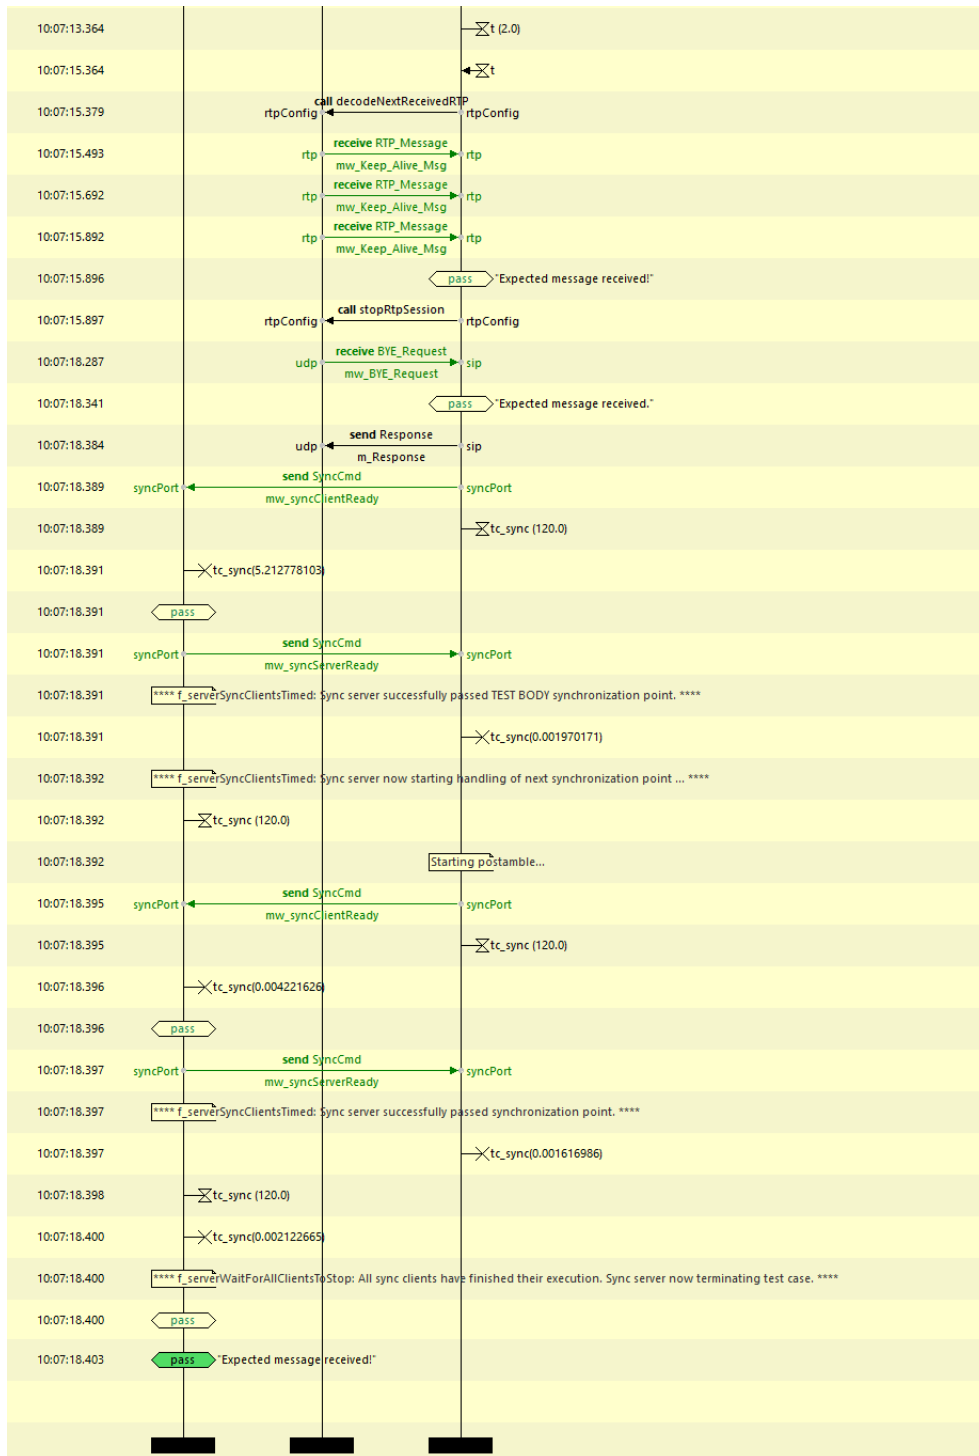 10:07:13.364 t (2.0)
10:07:15.364 t
call decodeNextReceivedRTP
10:07:15.379 rtpConfig rtpConfig
receive RTP_Message
10:07:15.493 rtp rtp
mw_Keep_Alive_Msg
receive RTP_Message
10:07:15.692 rtp rtp
mw_Keep_Alive_Msg
receive RTP_Message
10:07:15.892 rtp rtp
mw_Keep_Alive_Msg
10:07:15.896 pass "Expected message received!"
call stopRtpSession
10:07:15.897 rtpConfig rtpConfig
receive BYE_Request
10:07:18.287 udp sip
mw_BYE_Request
10:07:18.341 pass "Expected message received."
send Response
10:07:18.384 udp sip
m_Response
send SyncCmd
10:07:18.389 syncPort syncPort
mw_syncClientReady
10:07:18.389 tc_sync (120.0)
10:07:18.391 tc_sync(5.212778103)
10:07:18.391 pass
send SyncCmd
10:07:18.391 syncPort syncPort
mw_syncServerReady
10:07:18.391 **** f_serverSyncClientsTimed: Sync server successfully passed TEST BODY synchronization point. ****
10:07:18.391 tc_sync(0.001970171)
10:07:18.392 **** f_serverSyncClientsTimed: Sync server now starting handling of next synchronization point ... ****
10:07:18.392 tc_sync (120.0)
10:07:18.392 Starting postamble...
send SyncCmd
10:07:18.395 syncPort syncPort
mw_syncClientReady
10:07:18.395 tc_sync (120.0)
10:07:18.396 tc_sync(0.004221626)
10:07:18.396 pass
send SyncCmd
10:07:18.397 syncPort syncPort
mw_syncServerReady
10:07:18.397 **** f_serverSyncClientsTimed: Sync server successfully passed synchronization point. ****
10:07:18.397 tc_sync(0.001616986)
10:07:18.398 tc_sync (120.0)
10:07:18.400 tc_sync(0.002122665)
10:07:18.400 **** f_serverWaitForAllClientsToStop: All sync clients have finished their execution. Sync server now terminating test case. ****
10:07:18.400 pass
10:07:18.403 pass "Expected message received!"